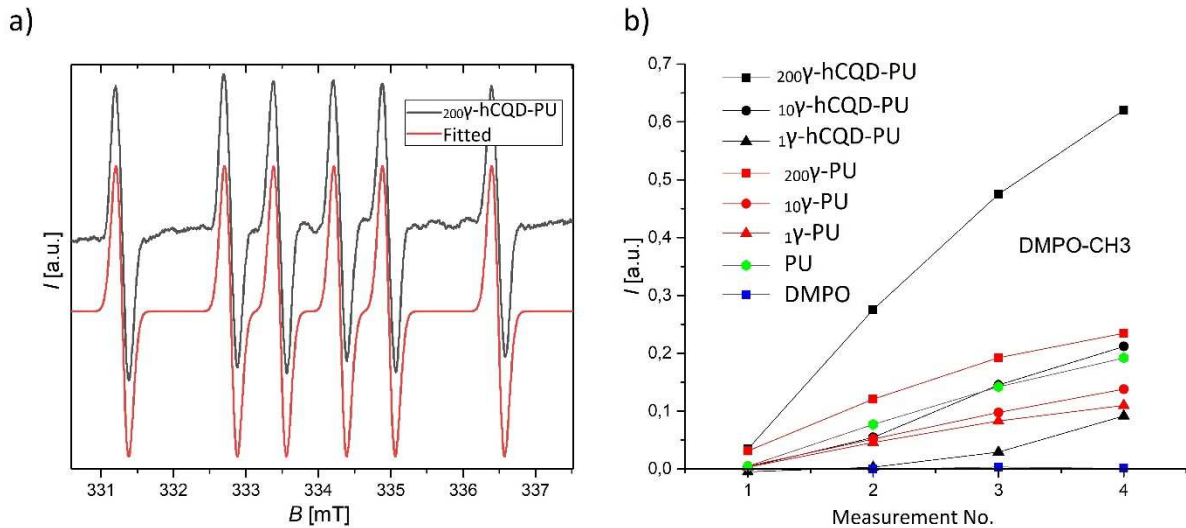 a)
I [a.u.]
200γ-hCQD-PU
Fitted
331 332 333 334 335 336 337
B [mT]
b)
I [a.u.]
0,7
0,6
0,5
0,4
0,3
0,2
0,1
0,0
200γ-hCQD-PU
10γ-hCQD-PU
1γ-hCQD-PU
200γ-PU
10γ-PU
1γ-PU
PU
DMPO
DMPO-CH3
1 2 3 4
Measurement No.